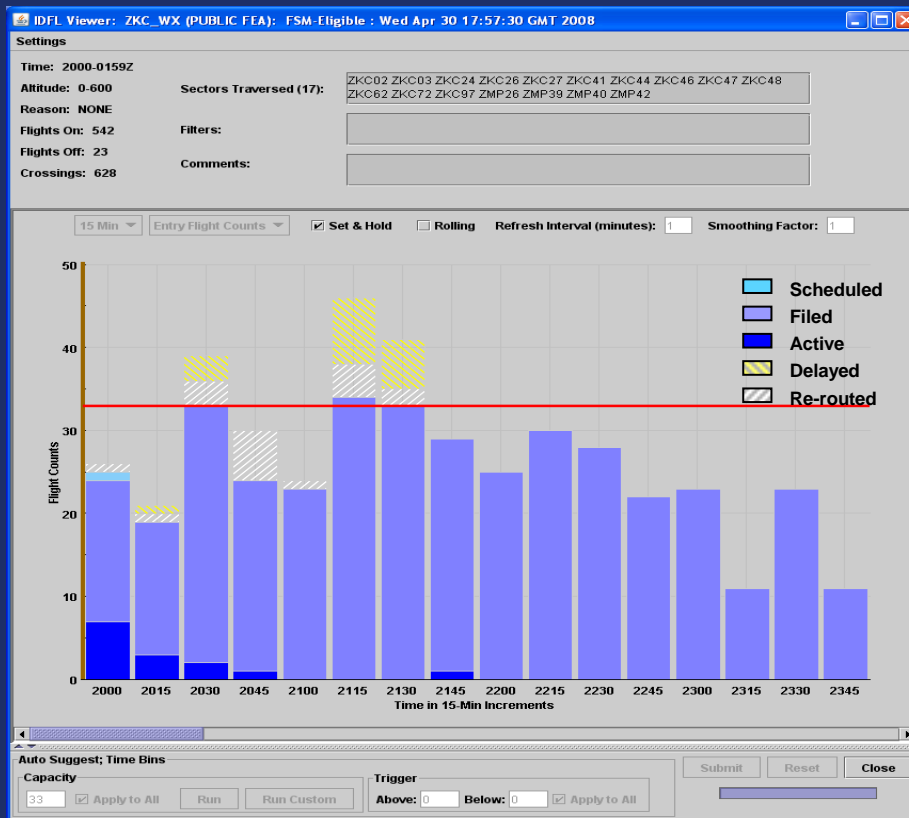 IDFL Viewer: ZKC_WX (PUBLIC FEA): FSM-Eligible : Wed Apr 30 17:57:30 GMT 2008
Settings
Time: 2000-0159Z
Altitude: 0-600
Reason: NONE
Flights On: 542
Flights Off: 23
Crossings: 628
Sectors Traversed (17):
ZKC02 ZKC03 ZKC24 ZKC26 ZKC27 ZKC41 ZKC44 ZKC46 ZKC47 ZKC48
ZKC62 ZKC72 ZKC97 ZMP26 ZMP39 ZMP40 ZMP42
Filters:
Comments:
15 Min Entry Flight Counts Set & Hold Rolling Refresh Interval (minutes): 1 Smoothing Factor: 1
Scheduled
Filed
Active
Delayed
Re-routed
Flight Counts
50
40
30
20
10
0
2000 2015 2030 2045 2100 2115 2130 2145 2200 2215 2230 2245 2300 2315 2330 2345
Time in 15-Min Increments
Auto Suggest; Time Bins
Capacity
33 Apply to All Run Run Custom
Trigger
Above: 0 Below: 0 Apply to All
Submit Reset Close